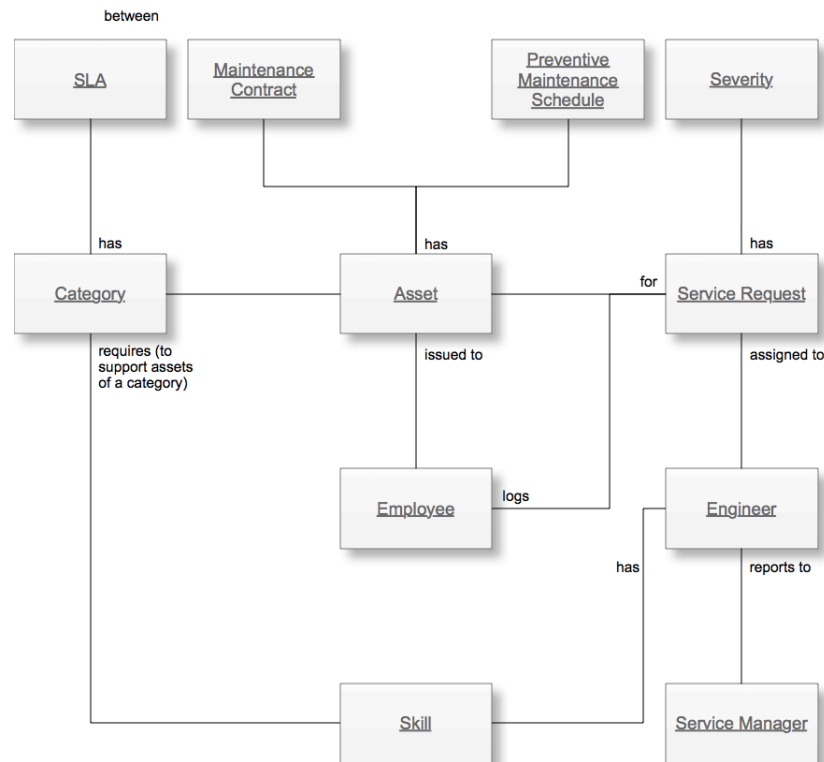 between
SLA
Maintenance
Contract
Preventive
Maintenance
Schedule
Severity
has
has
has
Category
Asset
for
Service Request
requires (to
support assets
of a category)
issued to
assigned to
Employee
logs
Engineer
has
reports to
Skill
Service Manager